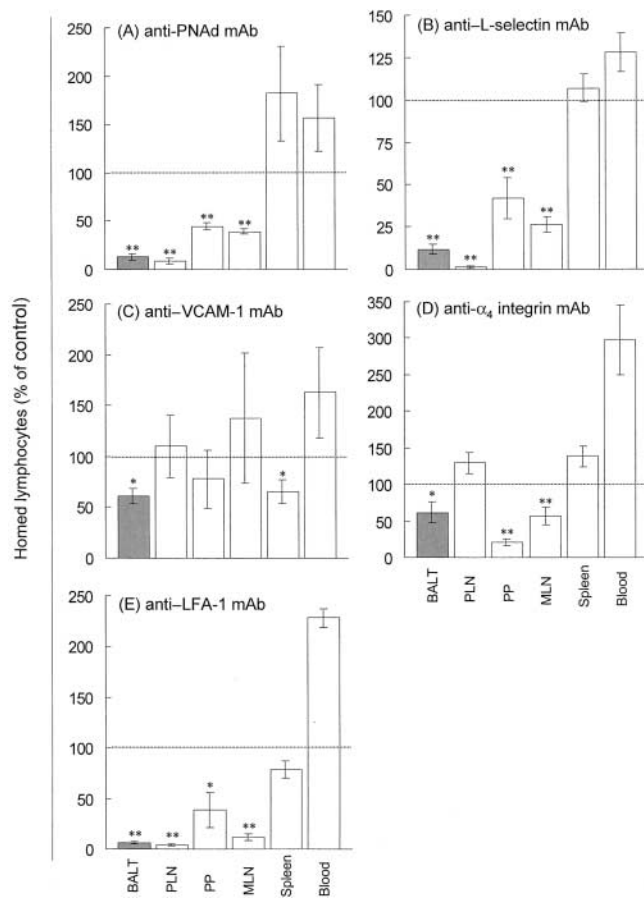 Homed lymphocytes (% of control)
(A) anti-PNAd mAb
250
200
150
100
50
0
** ** ** **
(B) anti–L-selectin mAb
150
125
100
75
50
25
0
** ** ** **
(C) anti–VCAM-1 mAb
250
200
150
100
50
0
* *
(D) anti-α4 integrin mAb
350
300
250
200
150
100
50
0
* ** **
BALT
PLN
PP
MLN
Spleen
Blood
(E) anti–LFA-1 mAb
250
200
150
100
50
0
** ** * **
BALT
PLN
PP
MLN
Spleen
Blood